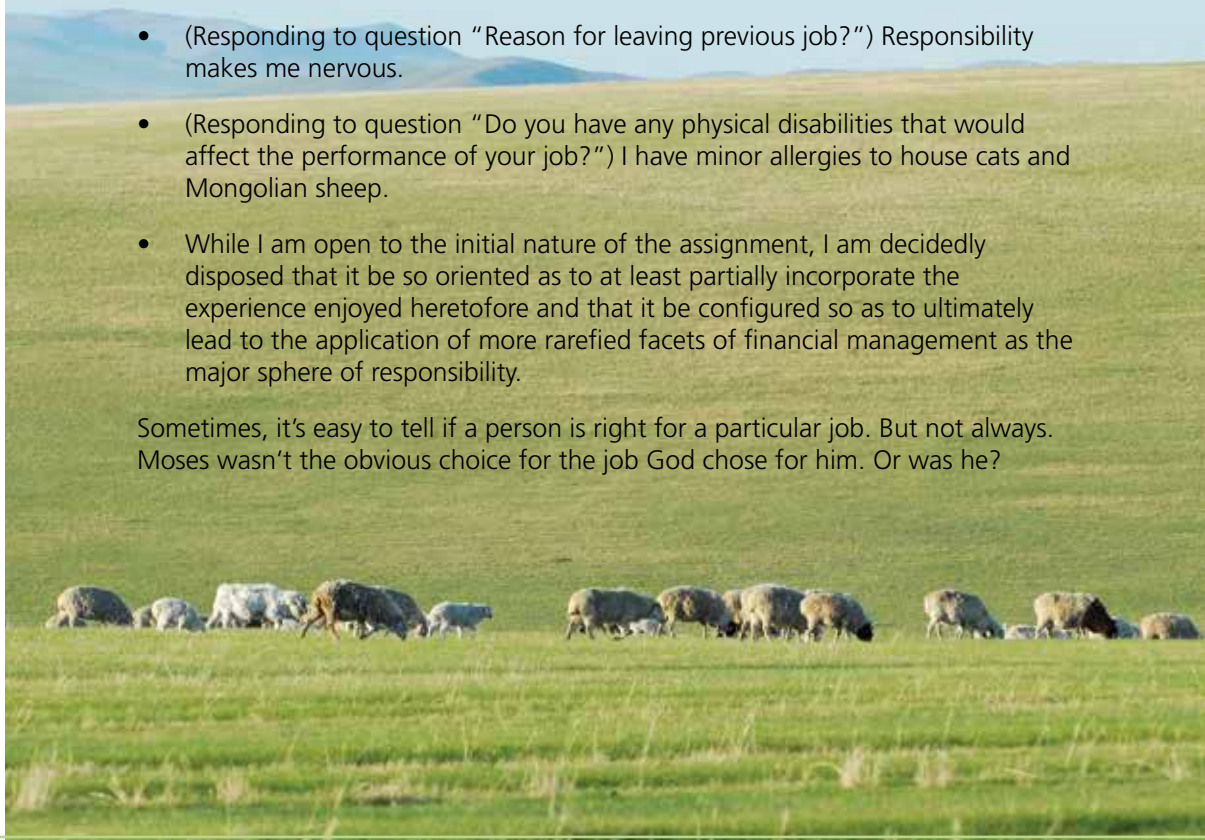 • (Responding to question “Reason for leaving previous job?”) Responsibility
makes me nervous.
• (Responding to question “Do you have any physical disabilities that would
affect the performance of your job?”) I have minor allergies to house cats and
Mongolian sheep.
• While I am open to the initial nature of the assignment, I am decidedly
disposed that it be so oriented as to at least partially incorporate the
experience enjoyed heretofore and that it be configured so as to ultimately
lead to the application of more rarefied facets of financial management as the
major sphere of responsibility.
Sometimes, it’s easy to tell if a person is right for a particular job. But not always.
Moses wasn’t the obvious choice for the job God chose for him. Or was he?